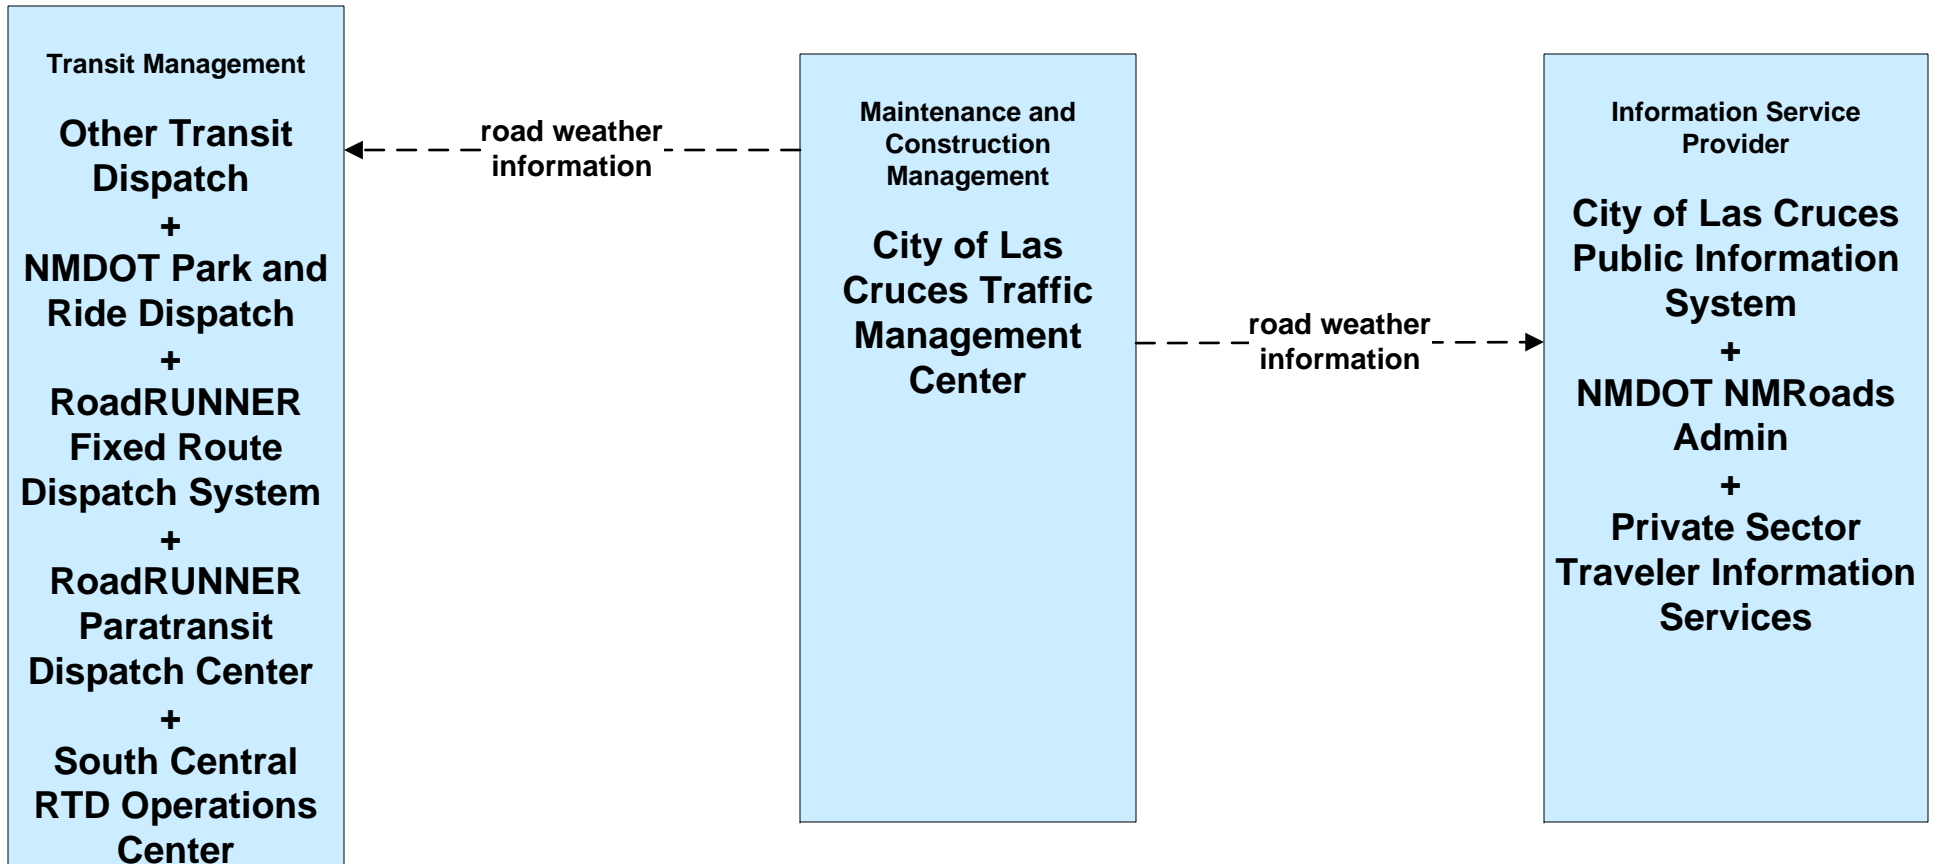 Transit Management
Other Transit
Dispatch
+
NMDOT Park and
Ride Dispatch
+
RoadRUNNER
Fixed Route
Dispatch System
+
RoadRUNNER
Paratransit
Dispatch Center
+
South Central
RTD Operations
Center
road weather
information
Maintenance and
Construction
Management
City of Las
Cruces Traffic
Management
Center
road weather
information
Information Service
Provider
City of Las Cruces
Public Information
System
+
NMDOT NMRoads
Admin
+
Private Sector
Traveler Information
Services